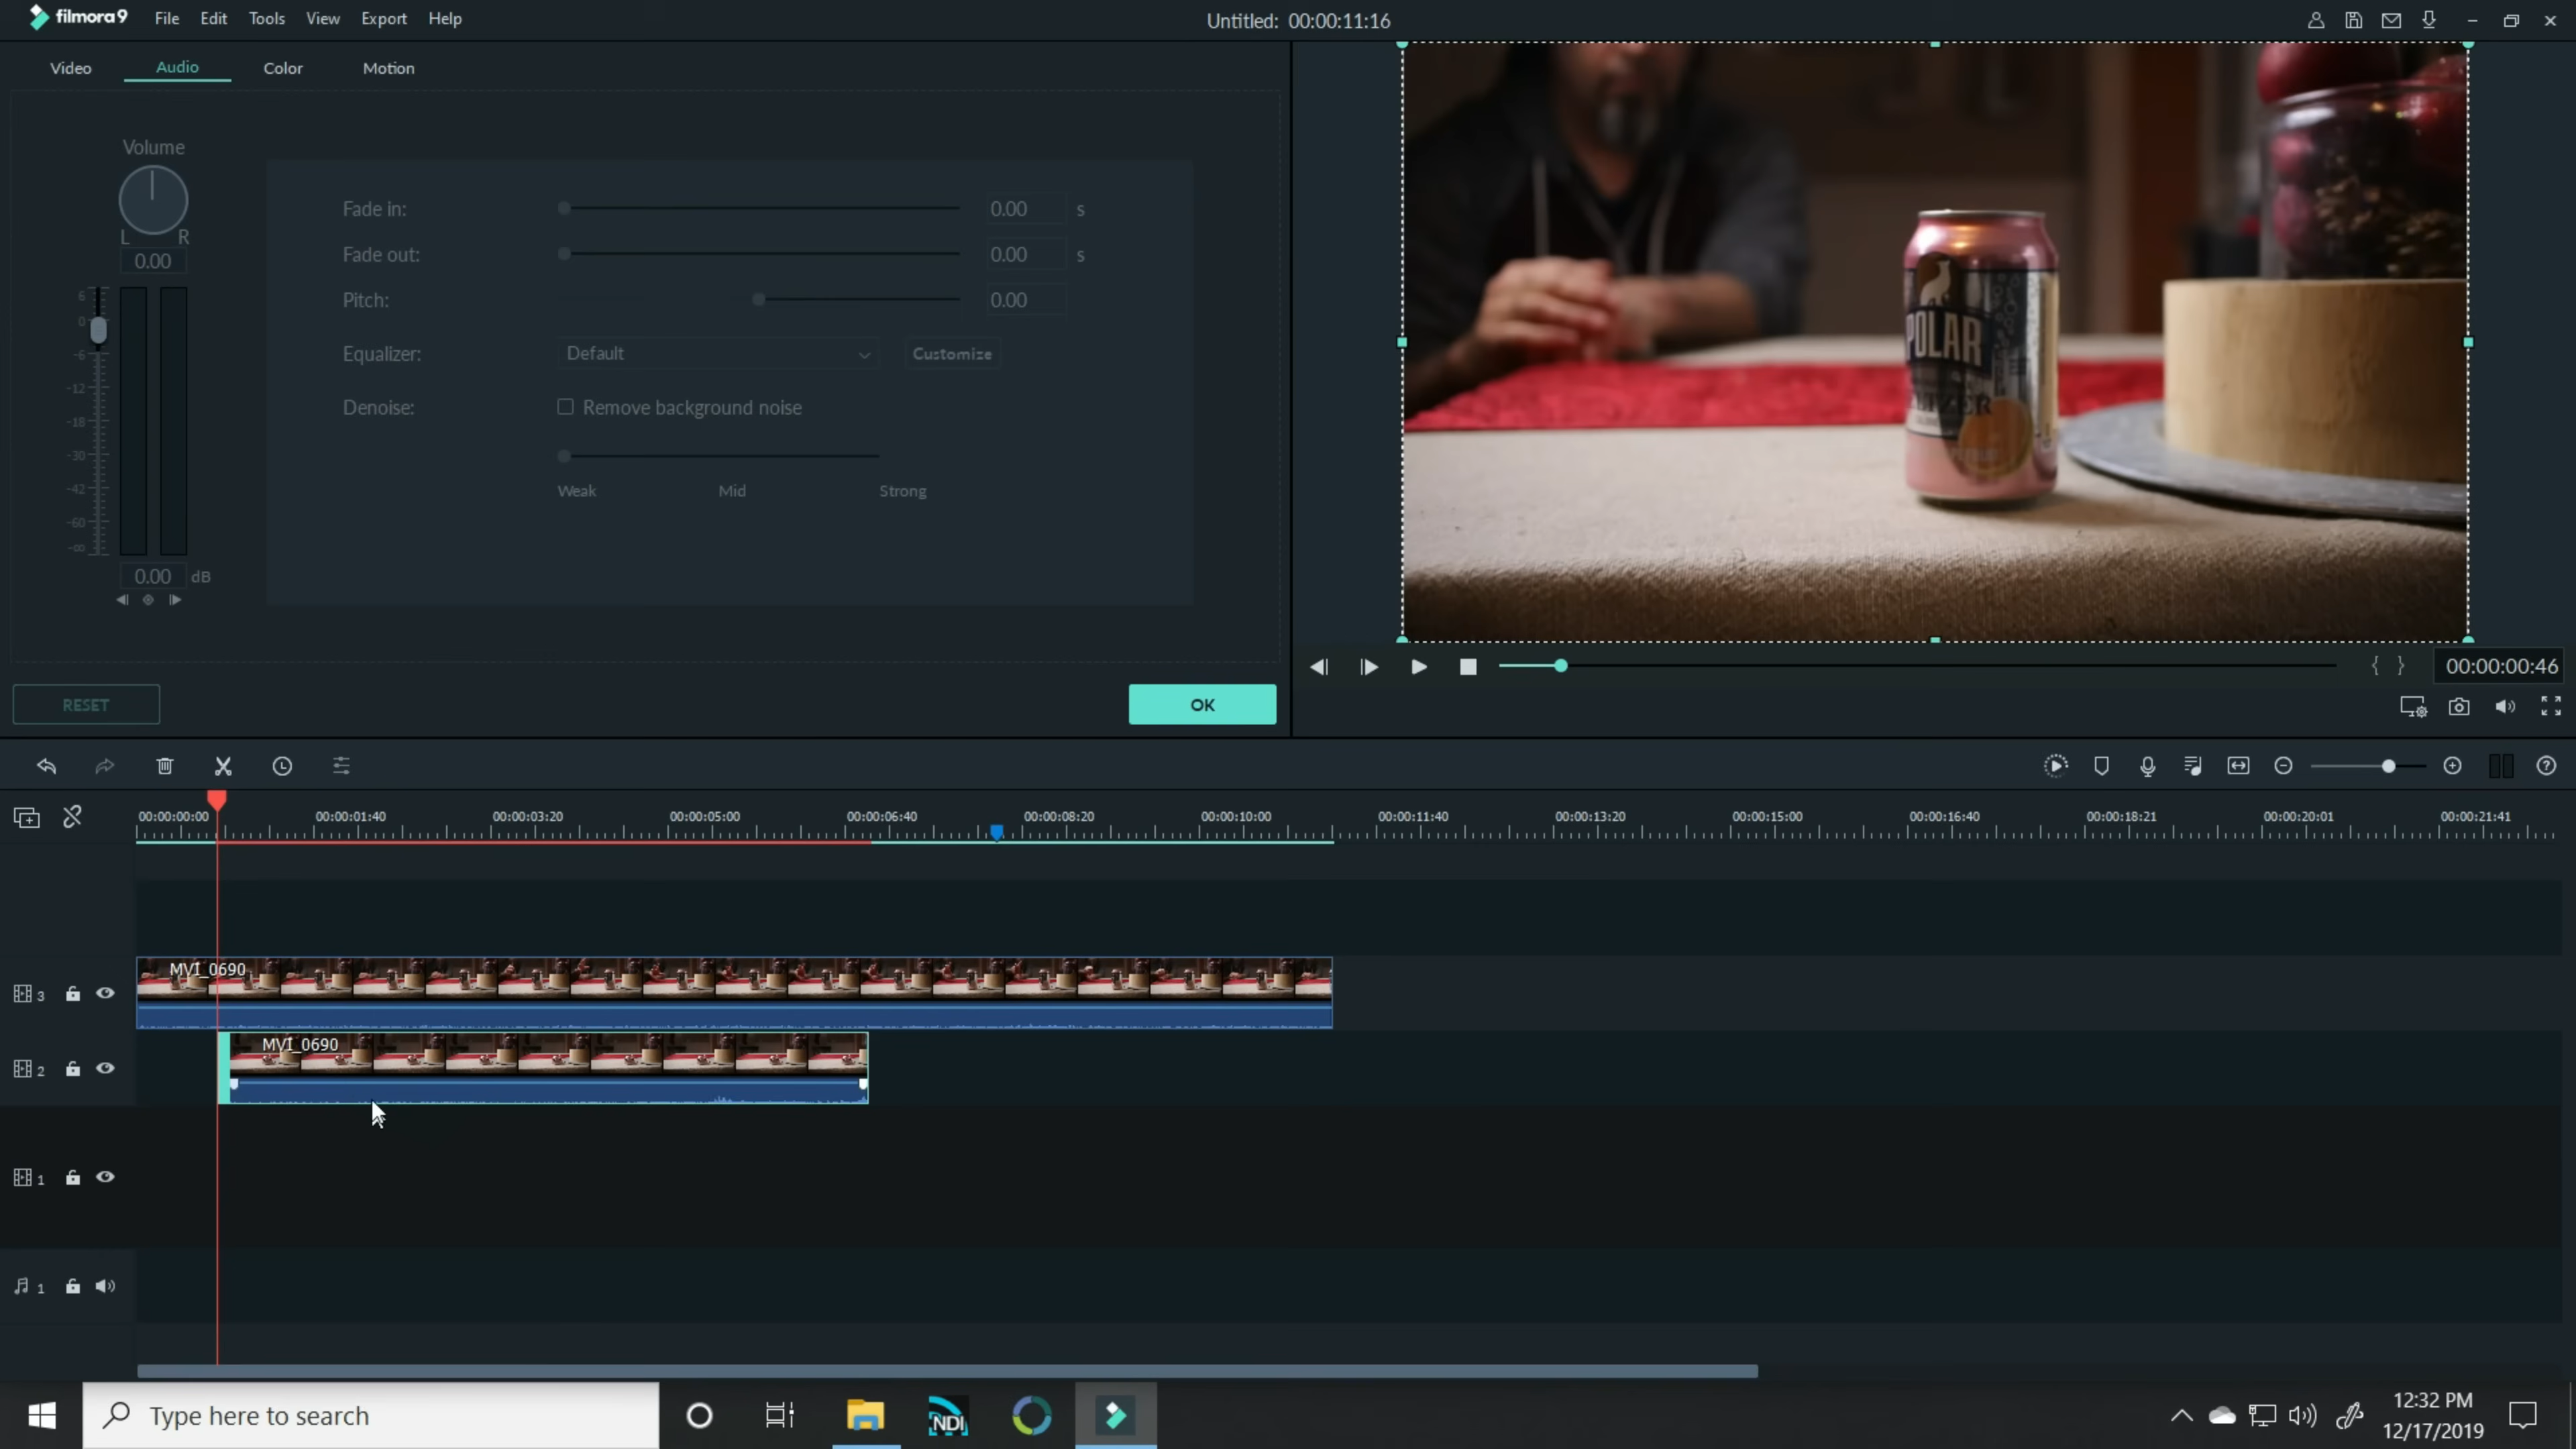 filmora9 File Edit Tools View Export Help Untitled: 00:00:11:16
Video Audio Color Motion
Volume
L R
0.00
6
0
-6
-12
-18
-30
-42
-60
-∞
0.00 dB
Fade in: 0.00 s
Fade out: 0.00 s
Pitch: 0.00
Equalizer: Default Customize
Denoise: Remove background noise
Weak Mid Strong
RESET OK
POLAR
{ } 00:00:00:46
00:00:00:00 00:00:01:40 00:00:03:20 00:00:05:00 00:00:06:40 00:00:08:20 00:00:10:00 00:00:11:40 00:00:13:20 00:00:15:00 00:00:16:40 00:00:18:21 00:00:20:01 00:00:21:41
MVI_0690
3
MVI_0690
2
1
1
Type here to search
NDI
12:32 PM
12/17/2019